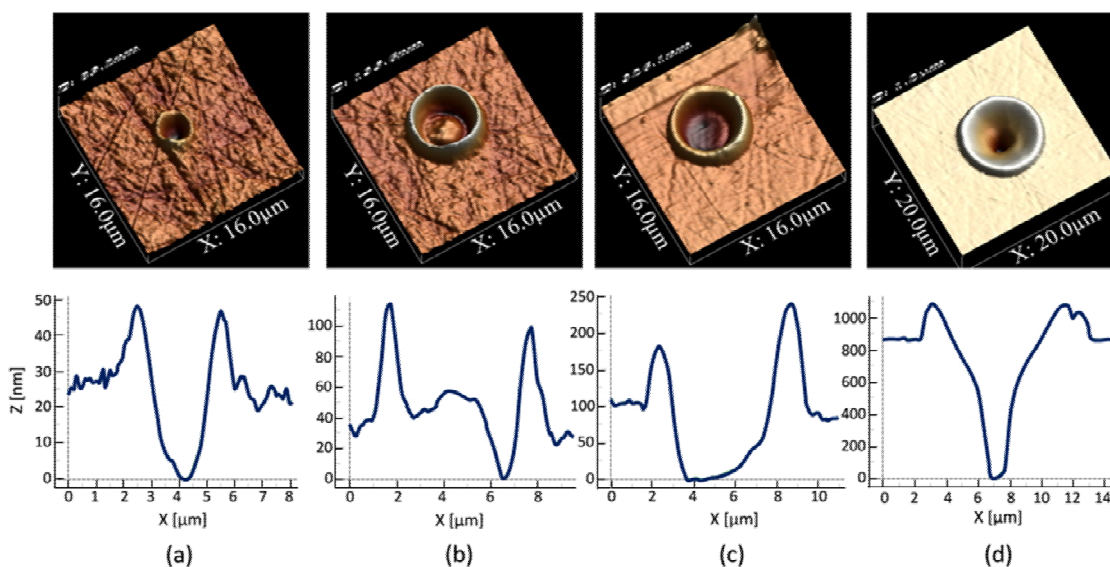 Y: 16.0µm
X: 16.0µm
Y: 16.0µm
X: 16.0µm
Y: 16.0µm
X: 16.0µm
Y: 20.0µm
X: 20.0µm
Z [nm]
50
40
30
20
10
0
0 1 2 3 4 5 6 7 8
X [µm]
100
80
60
40
20
0
0 2 4 6 8
X [µm]
250
200
150
100
50
0
0 2 4 6 8 10
X [µm]
1000
800
600
400
200
0
0 2 4 6 8 10 12 14
X [µm]
(a)
(b)
(c)
(d)